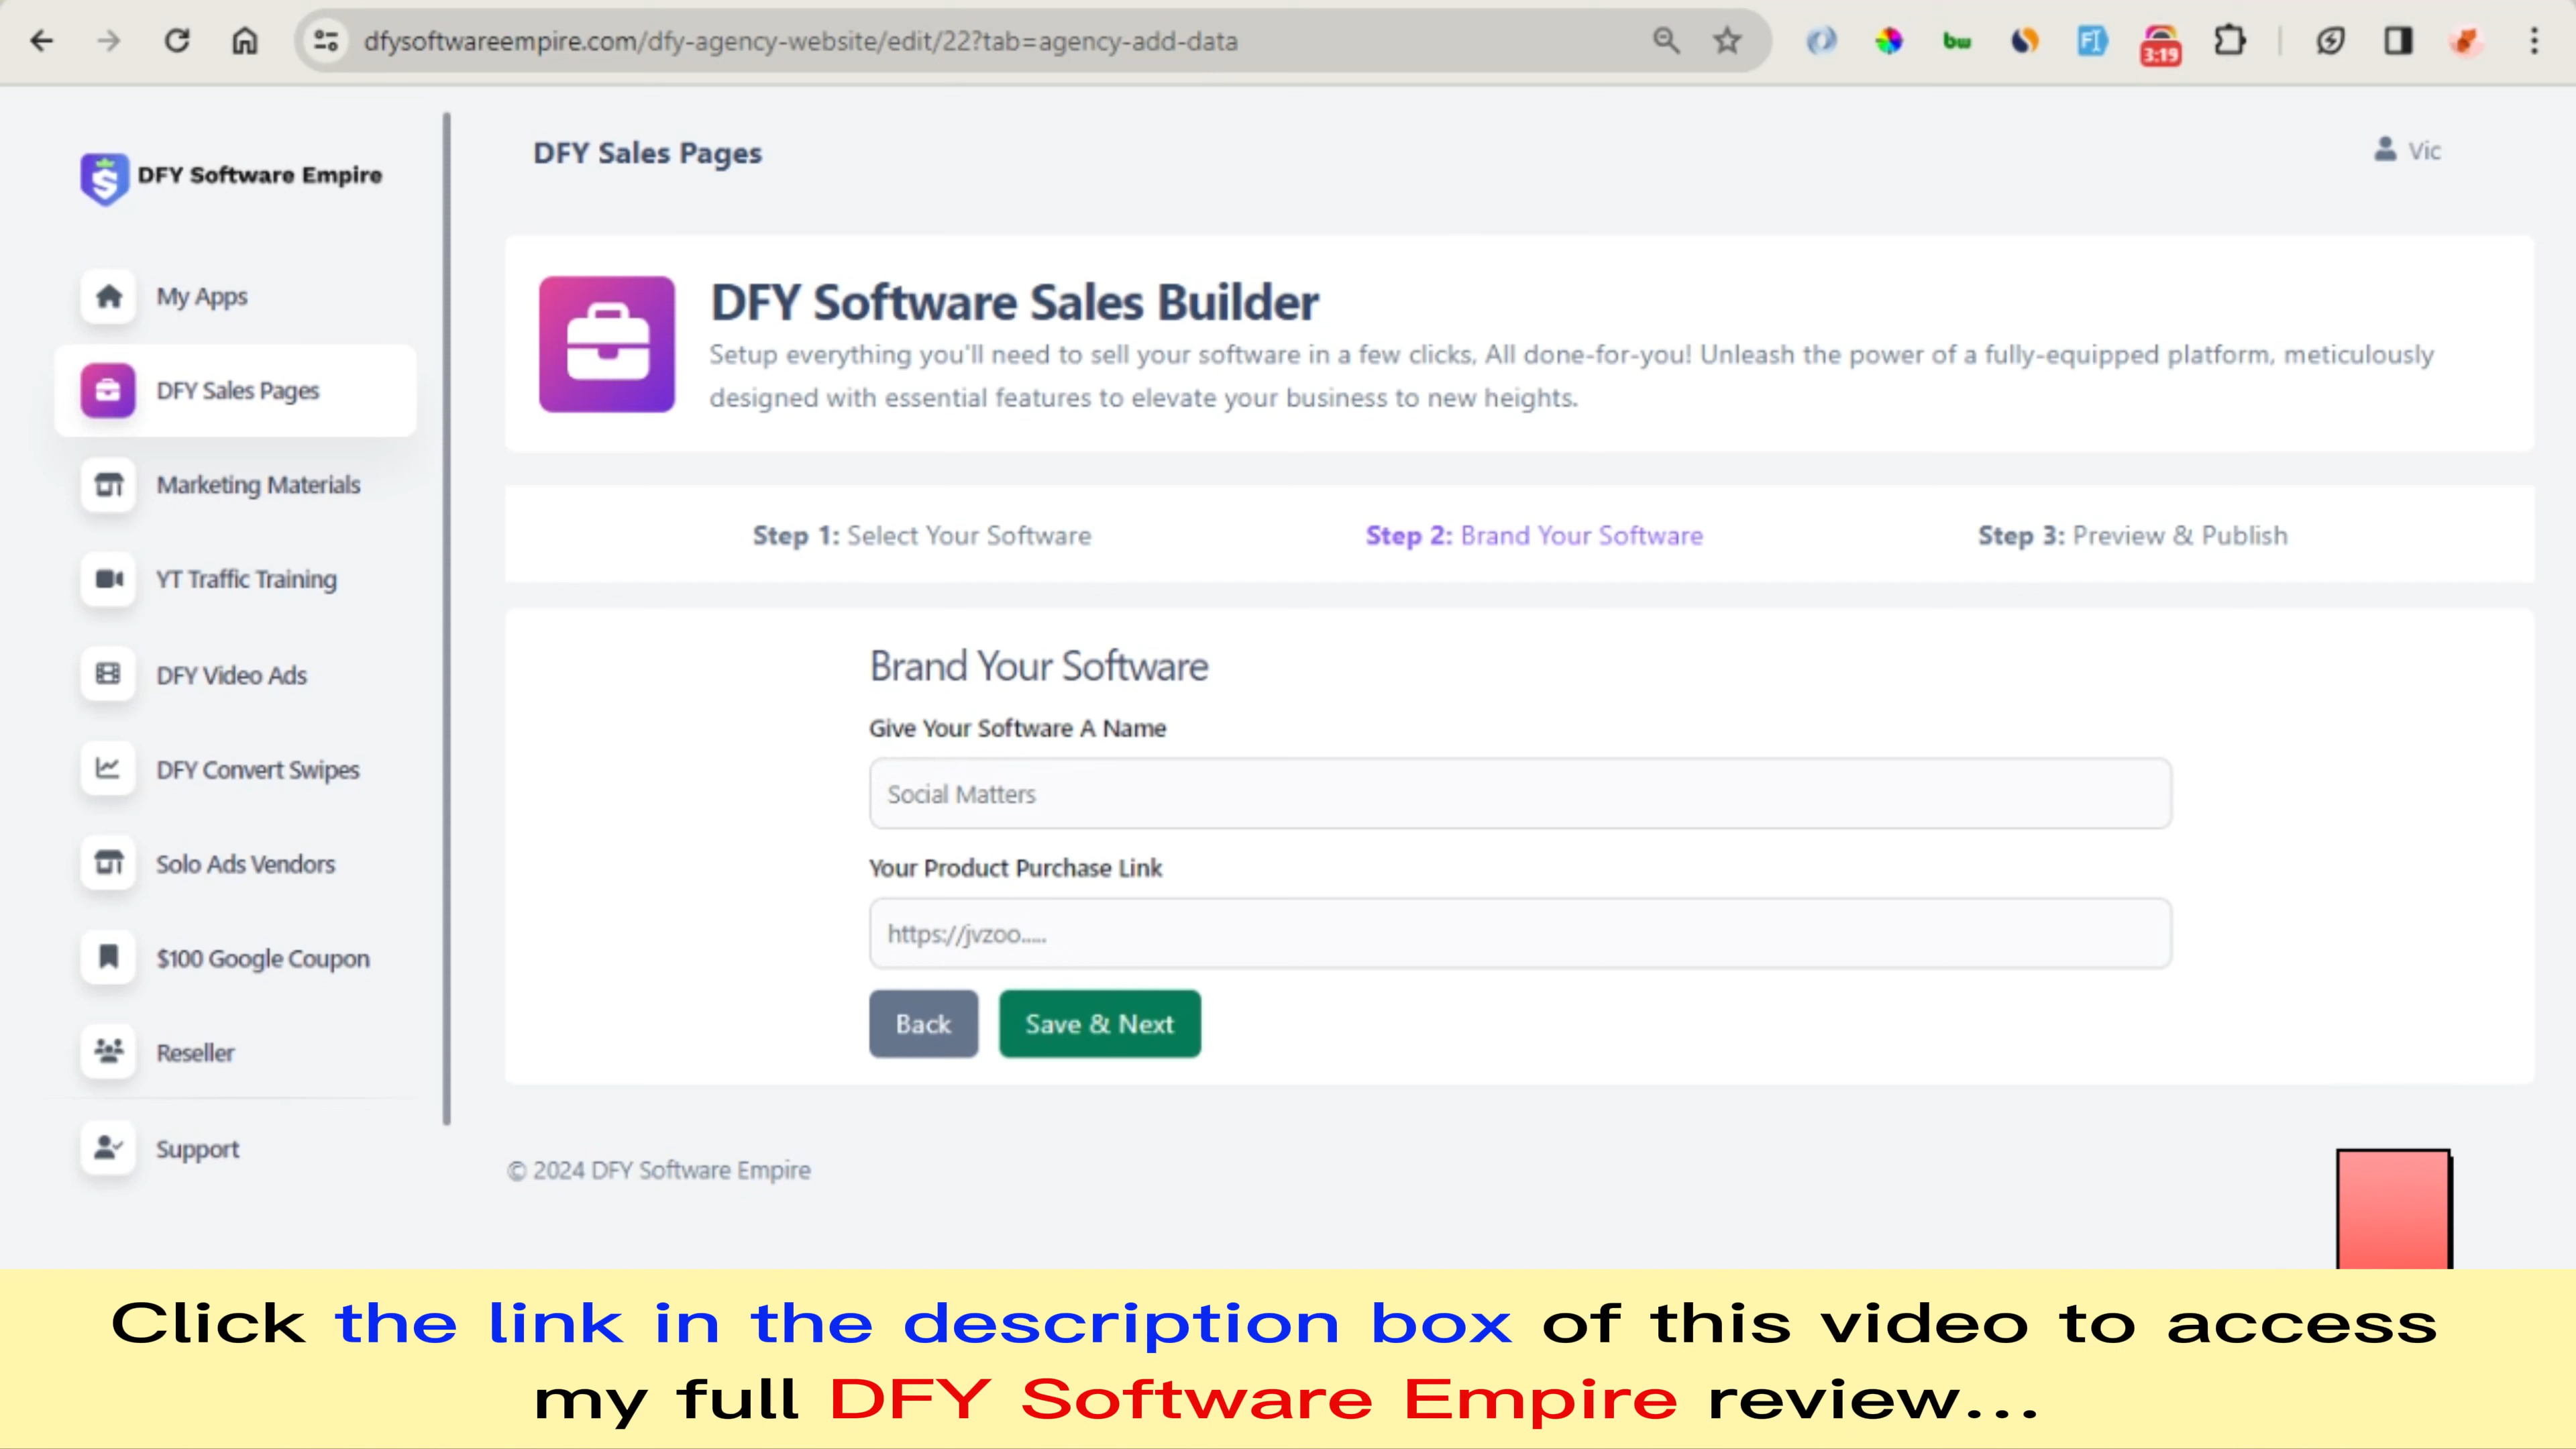 dfysoftwareempire.com/dfy-agency-website/edit/22?tab=agency-add-data
bw
FI
3:19
DFY Software Empire
DFY Sales Pages
Vic
My Apps
DFY Sales Pages
Marketing Materials
YT Traffic Training
DFY Video Ads
DFY Convert Swipes
Solo Ads Vendors
$100 Google Coupon
Reseller
Support
DFY Software Sales Builder
Setup everything you'll need to sell your software in a few clicks, All done-for-you! Unleash the power of a fully-equipped platform, meticulously
designed with essential features to elevate your business to new heights.
Step 1: Select Your Software
Step 2: Brand Your Software
Step 3: Preview & Publish
Brand Your Software
Give Your Software A Name
Social Matters
Your Product Purchase Link
https://jvzoo.....
Back
Save & Next
© 2024 DFY Software Empire
Click the link in the description box of this video to access
my full DFY Software Empire review...